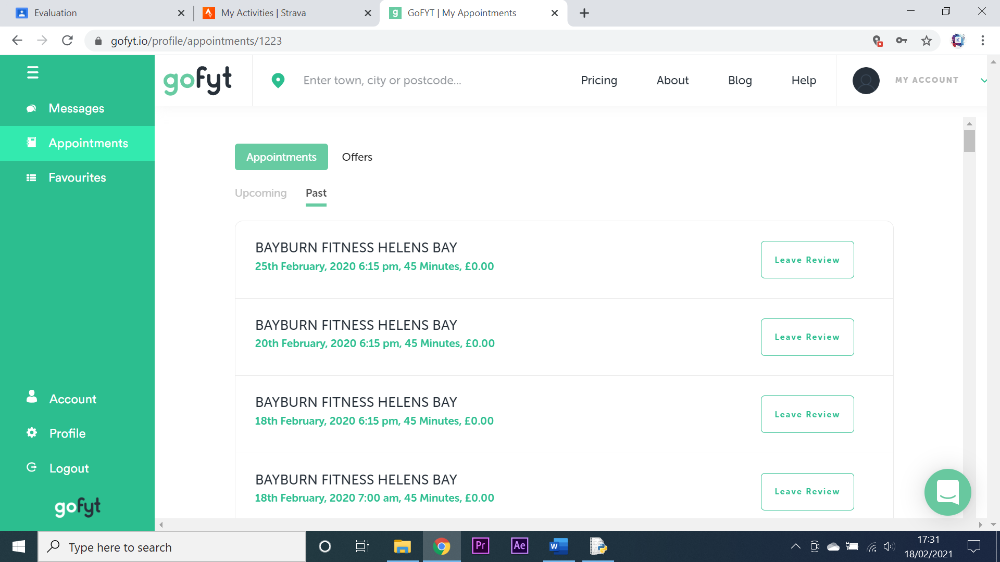 Evaluation
My Activities | Strava
GoFYT | My Appointments
gofyt.io/profile/appointments/1223
gofyt
Enter town, city or postcode...
Pricing
About
Blog
Help
MY ACCOUNT
Messages
Appointments
Favourites
Account
Profile
Logout
gofyt
Appointments
Offers
Upcoming
Past
BAYBURN FITNESS HELENS BAY
25th February, 2020 6:15 pm, 45 Minutes, £0.00
Leave Review
BAYBURN FITNESS HELENS BAY
20th February, 2020 6:15 pm, 45 Minutes, £0.00
Leave Review
BAYBURN FITNESS HELENS BAY
18th February, 2020 6:15 pm, 45 Minutes, £0.00
Leave Review
BAYBURN FITNESS HELENS BAY
18th February, 2020 7:00 am, 45 Minutes, £0.00
Leave Review
Type here to search
Pr
Ae
W
17:31
18/02/2021